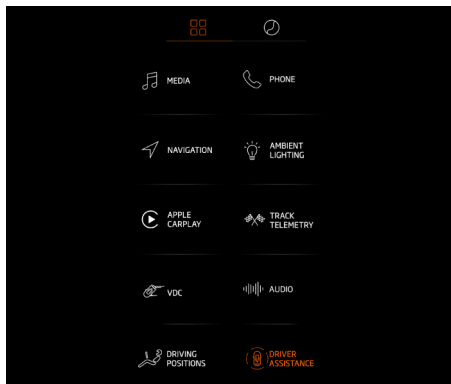 MEDIA
PHONE
NAVIGATION
AMBIENT
LIGHTING
APPLE
CARPLAY
TRACK
TELEMETRY
VDC
AUDIO
DRIVING
POSITIONS
DRIVER
ASSISTANCE